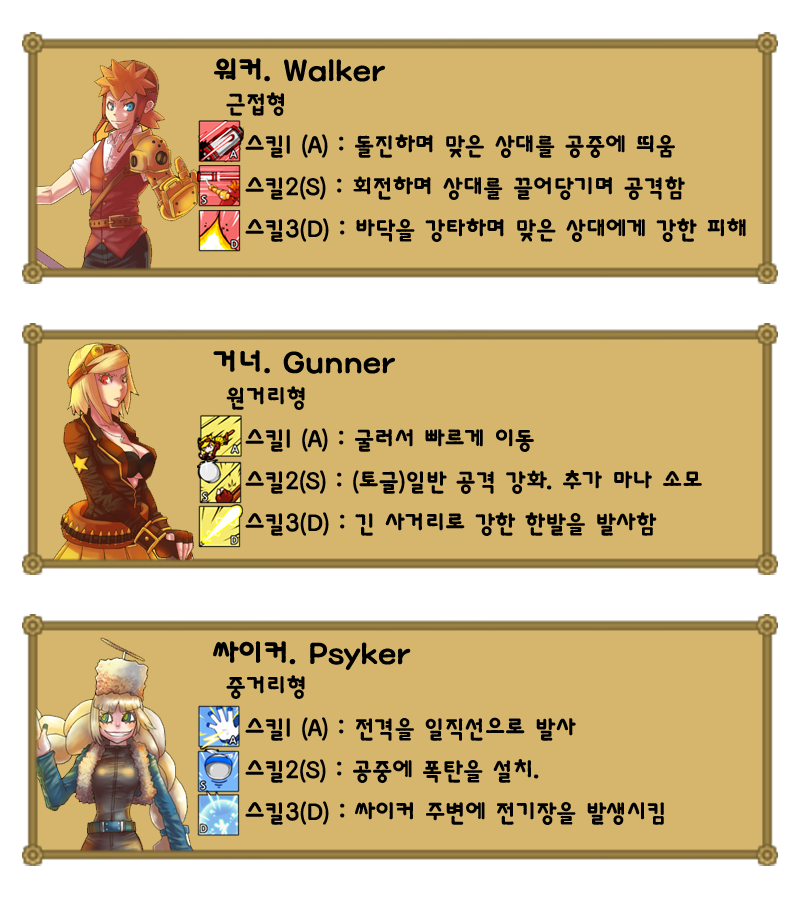 워커. Walker
근접형
A 스킬1 (A) : 돌진하며 맞은 상대를 공중에 띄움
S 스킬2(S) : 회전하며 상대를 끌어당기며 공격함
D 스킬3(D) : 바닥을 강타하며 맞은 상대에게 강한 피해
거너. Gunner
원거리형
A 스킬1 (A) : 굴러서 빠르게 이동
S 스킬2(S) : (토글)일반 공격 강화. 추가 마나 소모
D 스킬3(D) : 긴 사거리로 강한 한발을 발사함
싸이커. Psyker
중거리형
A 스킬1 (A) : 전격을 일직선으로 발사
S 스킬2(S) : 공중에 폭탄을 설치.
D 스킬3(D) : 싸이커 주변에 전기장을 발생시킴